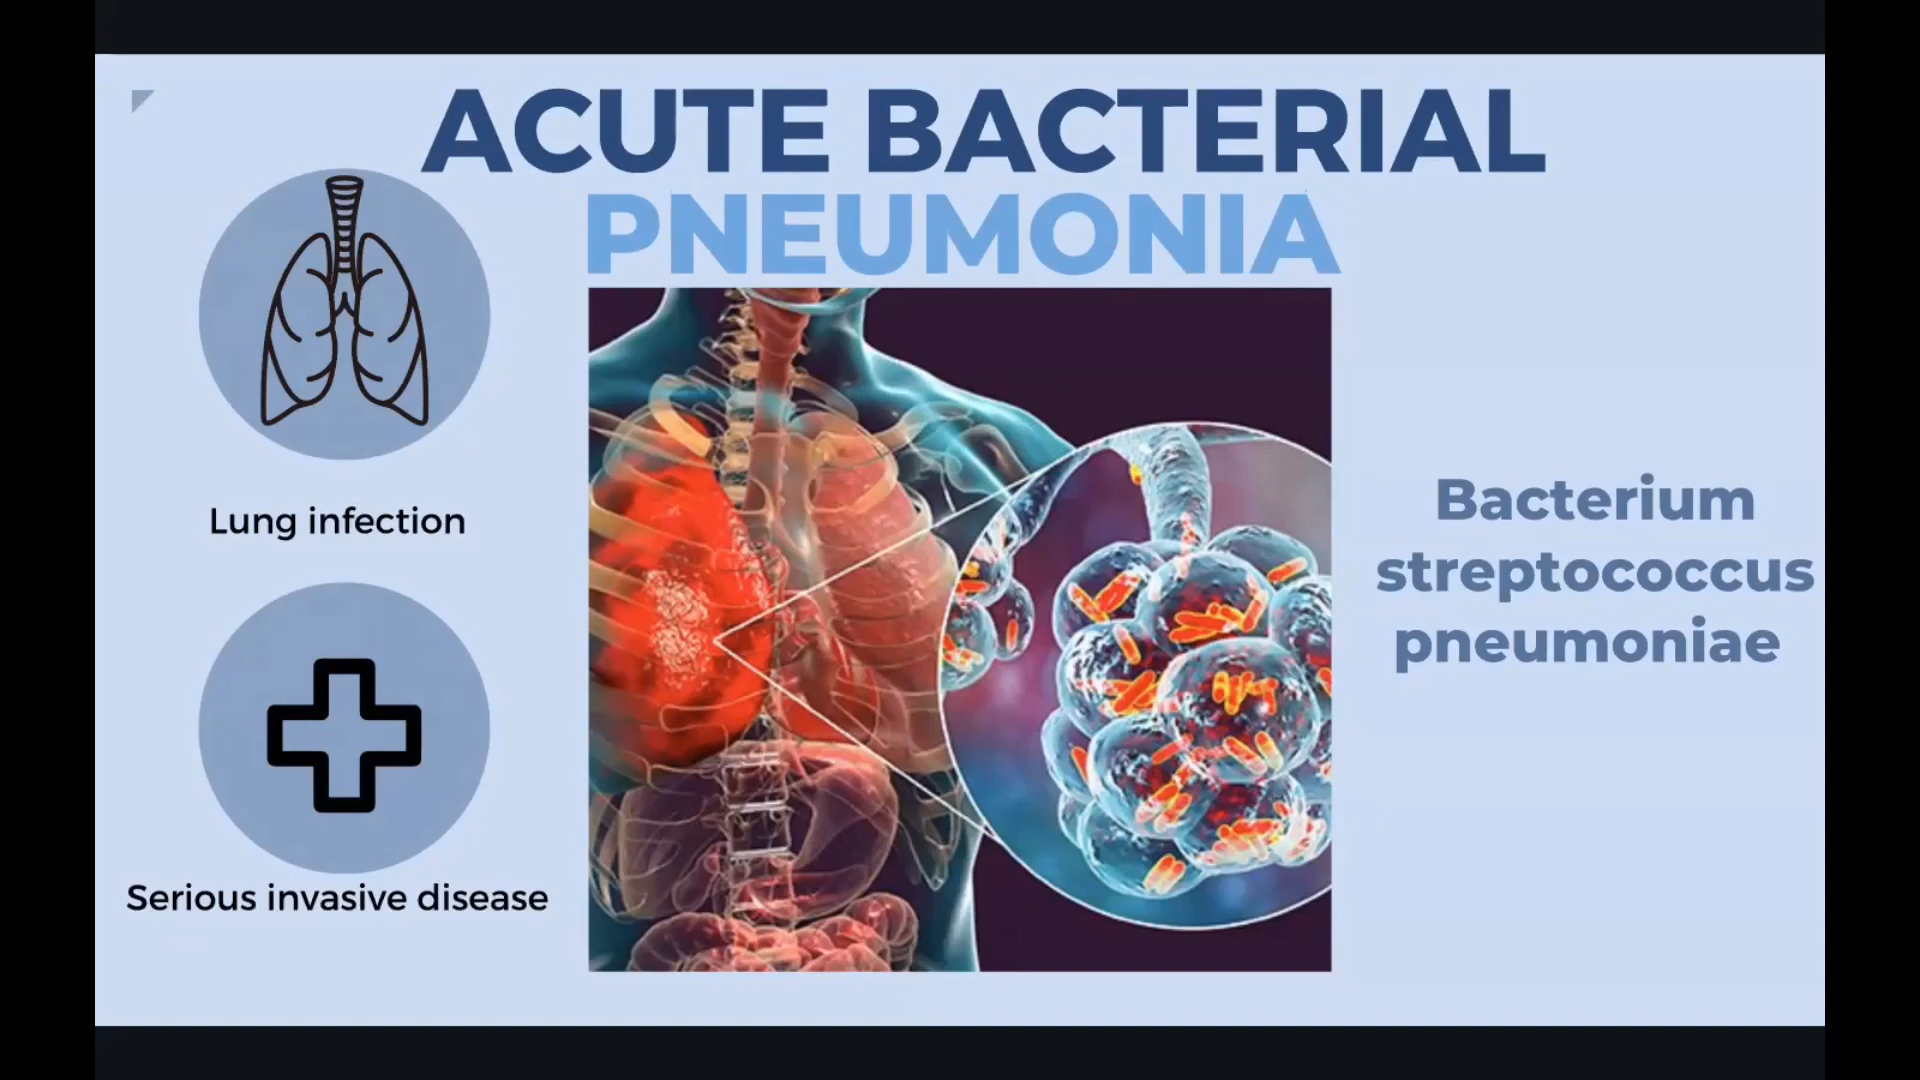 ACUTE BACTERIAL
PNEUMONIA
Lung infection
Serious invasive disease
Bacterium
streptococcus
pneumoniae